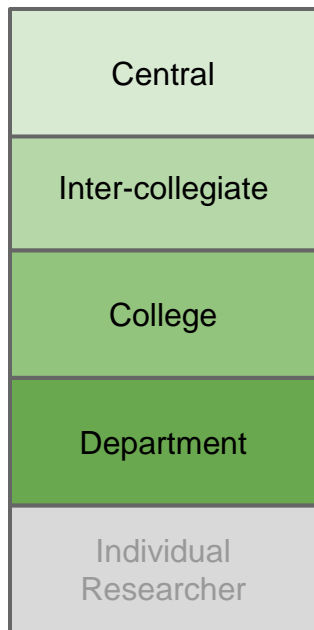 Central
Inter-collegiate
College
Department
Individual
Researcher